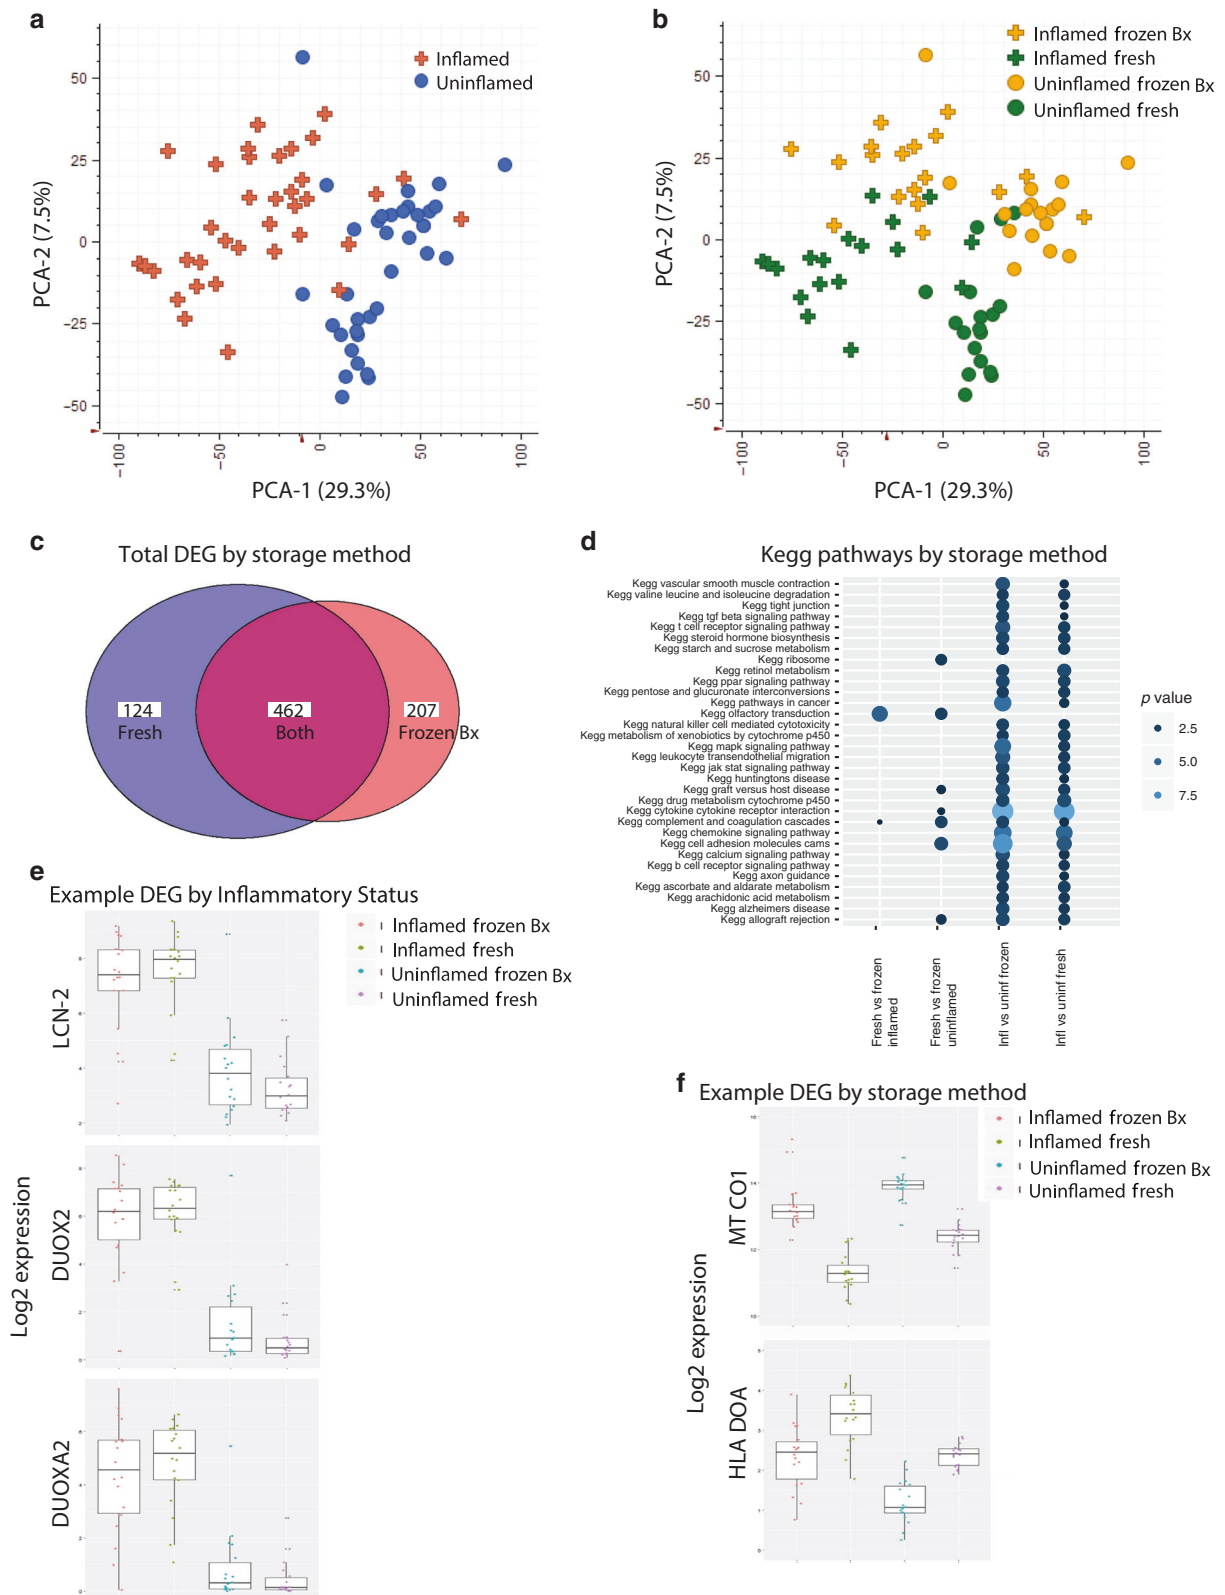 a
Inflamed
Uninflamed
50
25
0
−25
−50
PCA-2 (7.5%)
−100
−50
0
50
100
PCA-1 (29.3%)
b
Inflamed frozen Bx
Inflamed fresh
Uninflamed frozen Bx
Uninflamed fresh
50
25
0
−25
−50
PCA-2 (7.5%)
−100
−50
0
50
100
PCA-1 (29.3%)
c
Total DEG by storage method
124
Fresh
462
Both
207
Frozen Bx
d
Kegg pathways by storage method
Kegg vascular smooth muscle contraction
Kegg valine leucine and isoleucine degradation
Kegg tight junction
Kegg tgf beta signaling pathway
Kegg t cell receptor signaling pathway
Kegg steroid hormone biosynthesis
Kegg starch and sucrose metabolism
Kegg ribosome
Kegg retinol metabolism
Kegg ppar signaling pathway
Kegg pentose and glucuronate interconversions
Kegg pathways in cancer
Kegg olfactory transduction
Kegg natural killer cell mediated cytotoxicity
Kegg metabolism of xenobiotics by cytochrome p450
Kegg mapk signaling pathway
Kegg leukocyte transendothelial migration
Kegg jak stat signaling pathway
Kegg huntingtons disease
Kegg graft versus host disease
Kegg drug metabolism cytochrome p450
Kegg cytokine cytokine receptor interaction
Kegg complement and coagulation cascades
Kegg chemokine signaling pathway
Kegg cell adhesion molecules cams
Kegg calcium signaling pathway
Kegg b cell receptor signaling pathway
Kegg axon guidance
Kegg ascorbate and aldarate metabolism
Kegg arachidonic acid metabolism
Kegg alzheimers disease
Kegg allograft rejection
Fresh vs frozen
inflamed
Fresh vs frozen
uninflamed
Infl vs uninf frozen
Infl vs uninf fresh
p value
2.5
5.0
7.5
e
Example DEG by Inflammatory Status
Inflamed frozen Bx
Inflamed fresh
Uninflamed frozen Bx
Uninflamed fresh
Log2 expression
LCN-2
DUOX2
DUOXA2
f
Example DEG by storage method
Inflamed frozen Bx
Inflamed fresh
Uninflamed frozen Bx
Uninflamed fresh
Log2 expression
MT CO1
HLA DOA